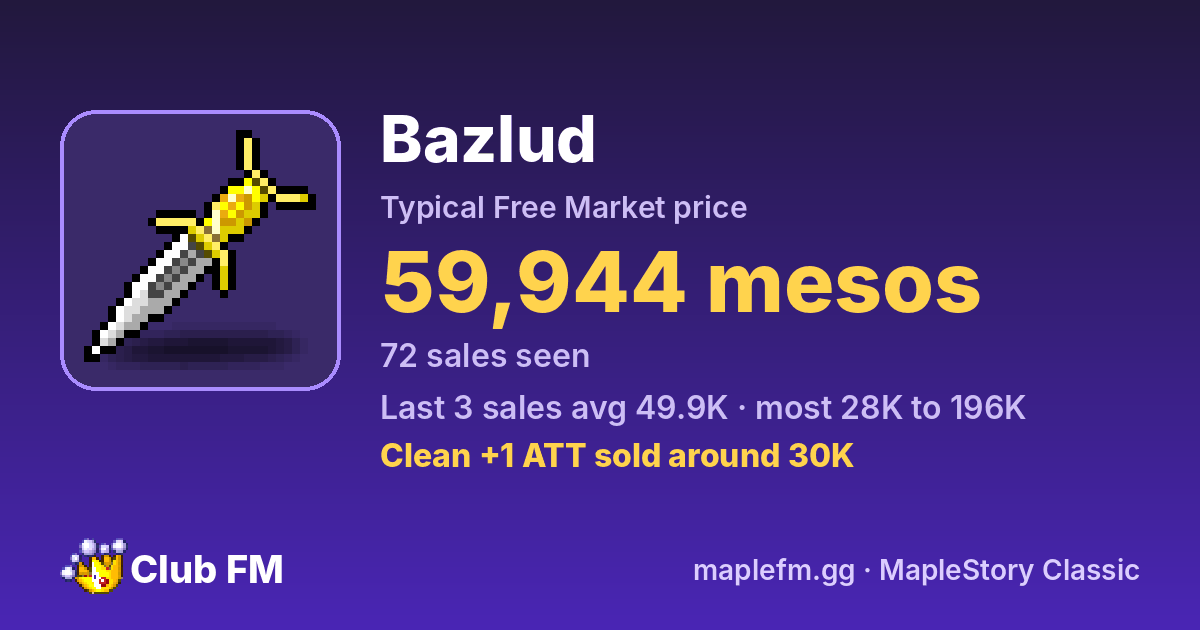 Bazlud
Typical Free Market price
59,944 mesos
72 sales seen
Last 3 sales avg 49.9K · most 28K to 196K
Clean +1 ATT sold around 30K
Club FM
maplefm.gg · MapleStory Classic